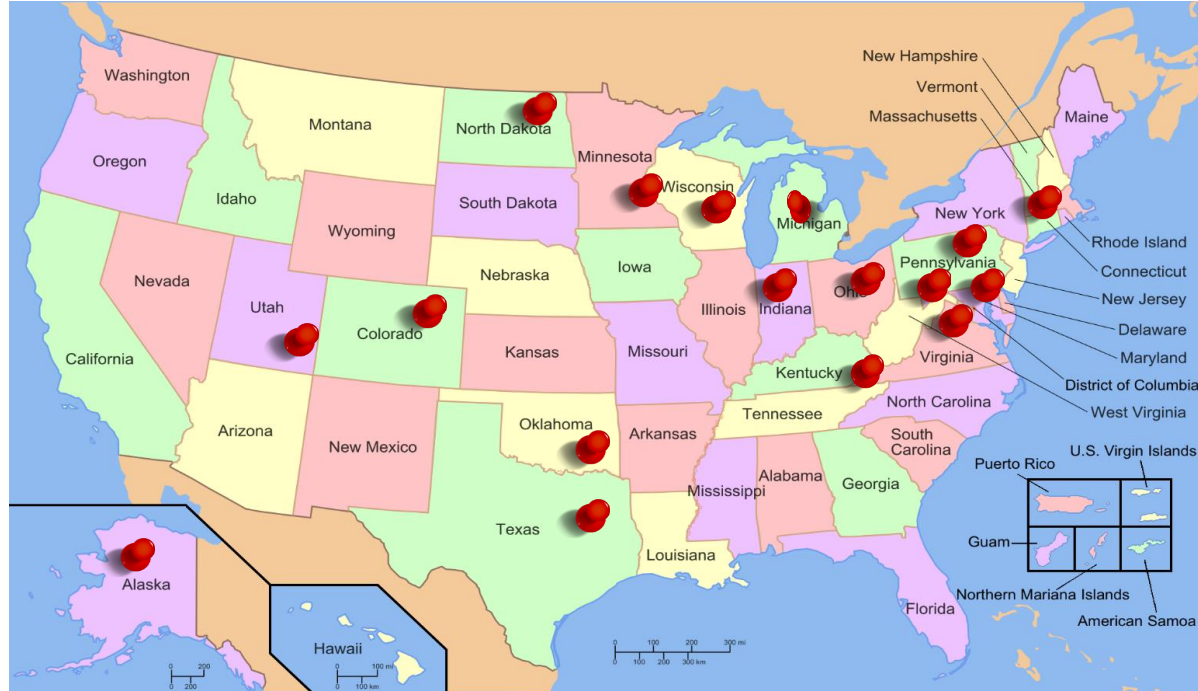 New Hampshire
Vermont
Massachusetts
Washington
Montana
North Dakota
Minnesota
Maine
Oregon
Idaho
Wisconsin
South Dakota
Michigan
New York
Wyoming
Rhode Island
Nevada
Nebraska
Iowa
Pennsylvania
Connecticut
Utah
Illinois
Indiana
Ohio
New Jersey
Colorado
Delaware
California
Kansas
Missouri
Virginia
Maryland
Kentucky
District of Columbia
North Carolina
West Virginia
Arizona
New Mexico
Oklahoma
Arkansas
Tennessee
South
Carolina
U.S. Virgin Islands
Puerto Rico
Mississippi
Alabama
Georgia
Texas
Louisiana
Guam
Alaska
Northern Mariana Islands
Florida
American Samoa
Hawaii
0 100 200 300 mi
0 100 200 300 km
0 200
0 200
0 100 mi
0 100 km